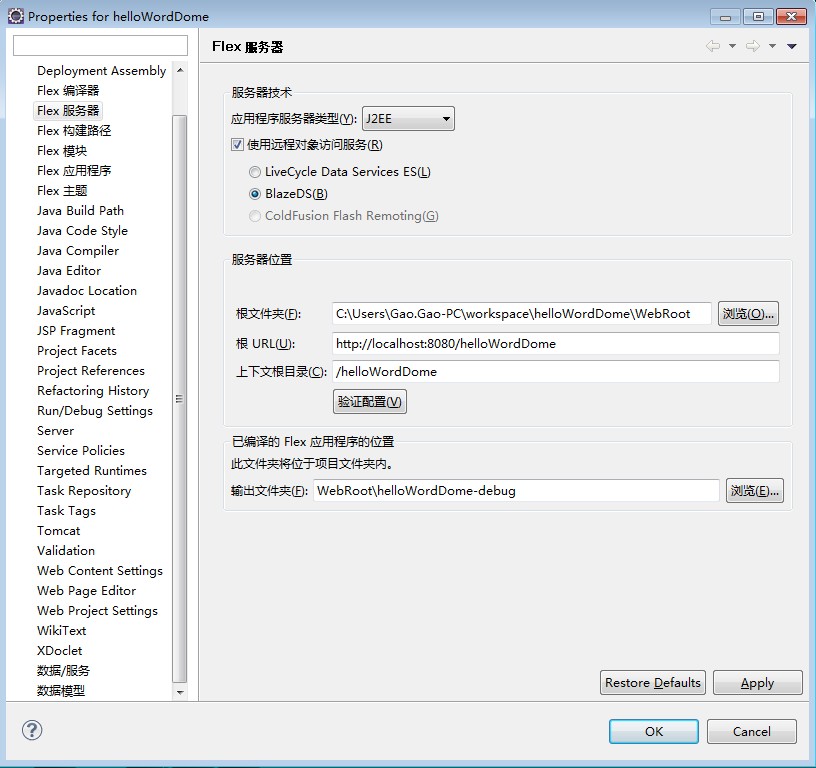 Properties for helloWordDome
Flex 服务器
Deployment Assembly
Flex 编译器
Flex 服务器
Flex 构建路径
Flex 模块
Flex 应用程序
Flex 主题
Java Build Path
Java Code Style
Java Compiler
Java Editor
Javadoc Location
JavaScript
JSP Fragment
Project Facets
Project References
Refactoring History
Run/Debug Settings
Server
Service Policies
Targeted Runtimes
Task Repository
Task Tags
Tomcat
Validation
Web Content Settings
Web Page Editor
Web Project Settings
WikiText
XDoclet
数据/服务
数据模型
服务器技术
应用程序服务器类型(Y): J2EE
使用远程对象访问服务(R)
LiveCycle Data Services ES(L)
BlazeDS(B)
ColdFusion Flash Remoting(G)
服务器位置
根文件夹(F): C:\Users\Gao.Gao-PC\workspace\helloWordDome\WebRoot 浏览(O)...
根 URL(U): http://localhost:8080/helloWordDome
上下文根目录(C): /helloWordDome
验证配置(V)
已编译的 Flex 应用程序的位置
此文件夹将位于项目文件夹内。
输出文件夹(F): WebRoot\helloWordDome-debug 浏览(E)...
Restore Defaults Apply
? OK Cancel